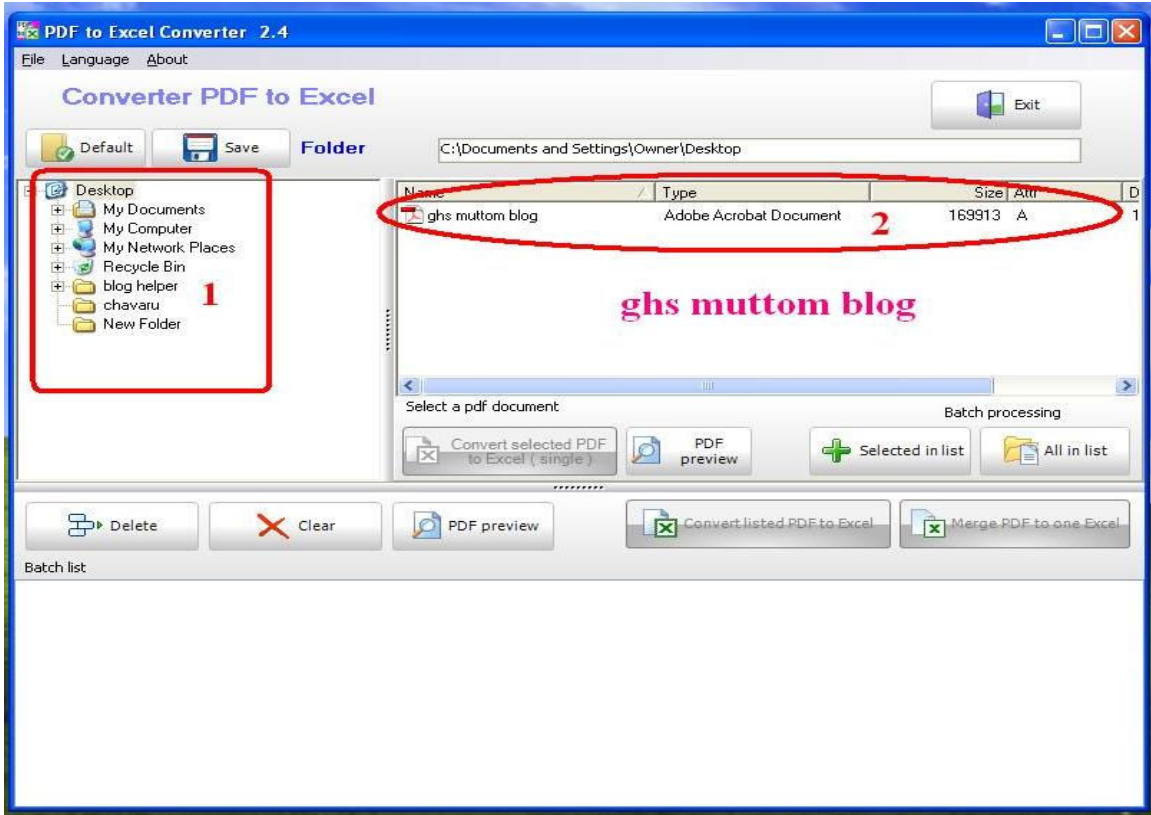 PDF to Excel Converter 2.4
File Language About
Converter PDF to Excel
Exit
Default Save Folder C:\Documents and Settings\Owner\Desktop
Desktop
My Documents
My Computer
My Network Places
Recycle Bin
blog helper
chavaru
New Folder
1
Name Type Size Attr D
ghs muttom blog Adobe Acrobat Document 169913 A 1
2
ghs muttom blog
Select a pdf document
Batch processing
Convert selected PDF
to Excel ( single )
PDF
preview
Selected in list
All in list
Delete
Clear
PDF preview
Convert listed PDF to Excel
Merge PDF to one Excel
Batch list